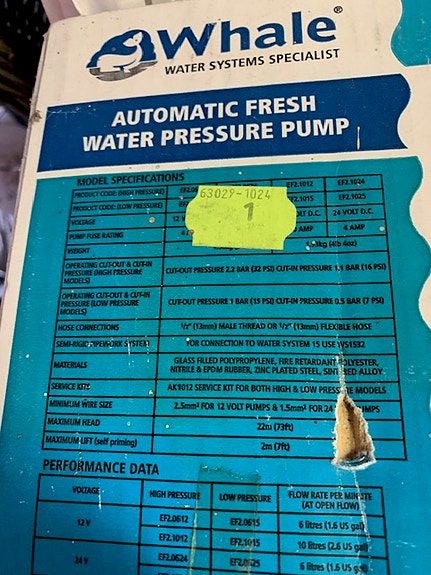 Whale®
WATER SYSTEMS SPECIALIST
AUTOMATIC FRESH
WATER PRESSURE PUMP
MODEL SPECIFICATIONS
PRODUCT CODE: (HIGH PRESSURE) EF2.0 EF2.1012 EF2.1024
PRODUCT CODE: (LOW PRESSURE) EF2.1015 EF2.1025
63029-1024
1
VOLTAGE 12 V D.C. 24 VOLT D.C.
PUMP FUSE RATING AMP 4 AMP
WEIGHT (4lb 4oz)
OPERATING CUT-OUT & CUT-IN
PRESSURE (HIGH PRESSURE
MODELS) CUT-OUT PRESSURE 2.2 BAR (32 PSI) CUT-IN PRESSURE 1.1 BAR (16 PSI)
OPERATING CUT-OUT & CUT-IN
PRESSURE (LOW PRESSURE
MODELS) CUT-OUT PRESSURE 1 BAR (15 PSI) CUT-IN PRESSURE 0.5 BAR (7 PSI)
HOSE CONNECTIONS 1/2" (13mm) MALE THREAD OR 1/2" (13mm) FLEXIBLE HOSE
SEMI-RIGID PIPEWORK SYSTEM FOR CONNECTION TO WATER SYSTEM 15 USE WS1532
MATERIALS GLASS FILLED POLYPROPYLENE, FIRE RETARDANT POLYESTER,
NITRILE & EPDM RUBBER, ZINC PLATED STEEL, SINTERED ALLOY
SERVICE KITS AK1012 SERVICE KIT FOR BOTH HIGH & LOW PRESSURE MODELS
MINIMUM WIRE SIZE 2.5mm² FOR 12 VOLT PUMPS & 1.5mm² FOR 24
MAXIMUM HEAD 22m (73ft)
MAXIMUM LIFT (self priming) 2m (7ft)
PERFORMANCE DATA
VOLTAGE HIGH PRESSURE LOW PRESSURE FLOW RATE PER MINUTE
(AT OPEN FLOW)
12 V EF2.0612 EF2.0615 6 litres (1.6 US gal)
EF2.1012 EF2.1015 10 litres (2.6 US gal)
24 V EF2.0624 EF2.0625 6 litres (1.6 US gal)